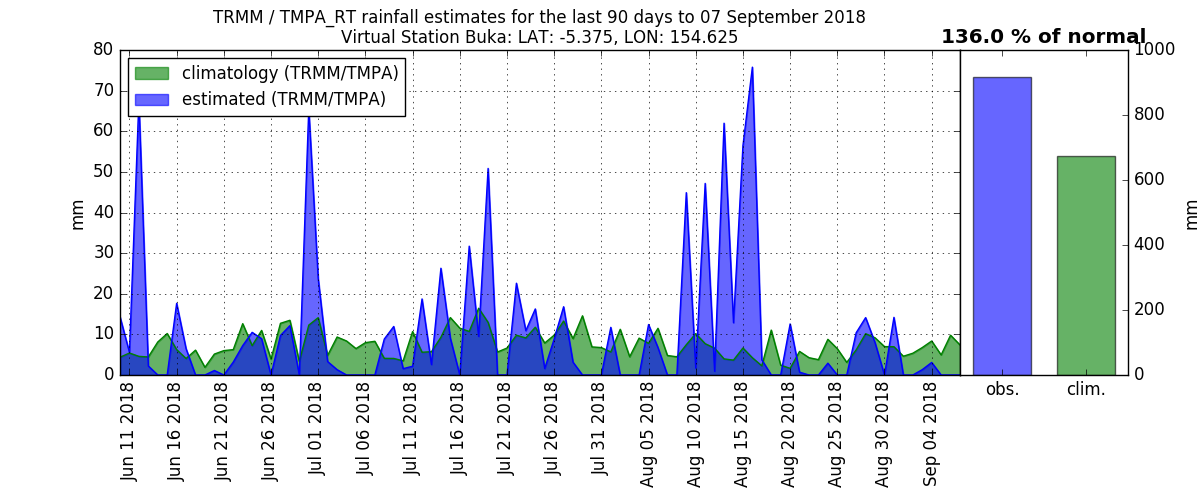 TRMM / TMPA_RT rainfall estimates for the last 90 days to 07 September 2018
Virtual Station Buka: LAT: -5.375, LON: 154.625
136.0 % of normal
climatology (TRMM/TMPA)
estimated (TRMM/TMPA)
80
70
60
50
40
30
20
10
0
mm
Jun 11 2018
Jun 16 2018
Jun 21 2018
Jun 26 2018
Jul 01 2018
Jul 06 2018
Jul 11 2018
Jul 16 2018
Jul 21 2018
Jul 26 2018
Jul 31 2018
Aug 05 2018
Aug 10 2018
Aug 15 2018
Aug 20 2018
Aug 25 2018
Aug 30 2018
Sep 04 2018
obs.
clim.
1000
800
600
400
200
0
mm